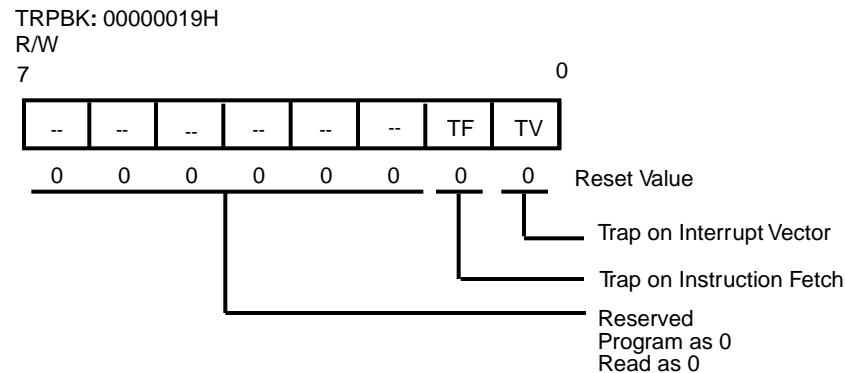 TRPBK: 00000019H
R/W
7 0
-- -- -- -- -- -- TF TV
0 0 0 0 0 0 0 0 Reset Value
Trap on Interrupt Vector
Trap on Instruction Fetch
Reserved
Program as 0
Read as 0